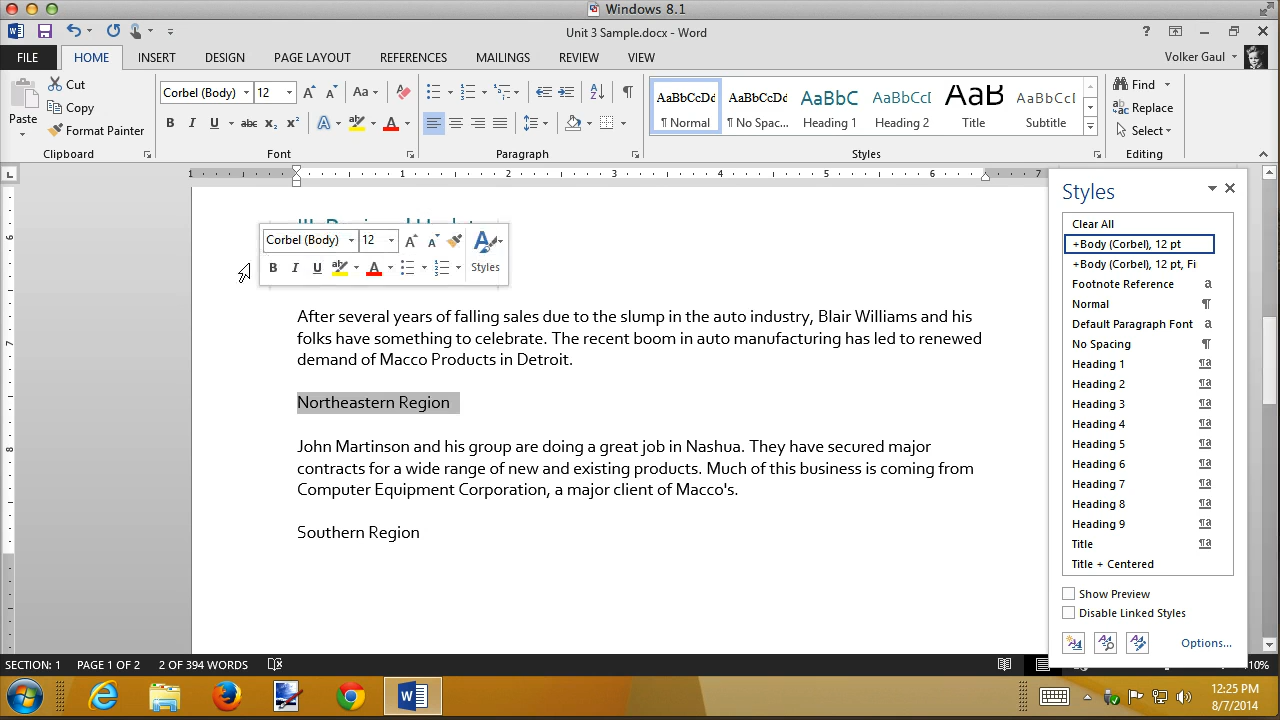 Windows 8.1
Unit 3 Sample.docx - Word
FILE HOME INSERT DESIGN PAGE LAYOUT REFERENCES MAILINGS REVIEW VIEW Volker Gaul
Paste
Cut
Copy
Format Painter
Clipboard
Corbel (Body) 12
Font
Paragraph
AaBbCcDd AaBbCcDd AaBbC AaBbCcD AaB AaBbCcD
¶ Normal ¶ No Spac... Heading 1 Heading 2 Title Subtitle
Styles
Find
Replace
Select
Editing
1 1 2 3 4 5 6 7
Corbel (Body) 12
B I U
Styles
After several years of falling sales due to the slump in the auto industry, Blair Williams and his
folks have something to celebrate. The recent boom in auto manufacturing has led to renewed
demand of Macco Products in Detroit.
Northeastern Region
John Martinson and his group are doing a great job in Nashua. They have secured major
contracts for a wide range of new and existing products. Much of this business is coming from
Computer Equipment Corporation, a major client of Macco's.
Southern Region
Styles
Clear All
+Body (Corbel), 12 pt
+Body (Corbel), 12 pt, Fi
Footnote Reference a
Normal ¶
Default Paragraph Font a
No Spacing ¶
Heading 1 ¶a
Heading 2 ¶a
Heading 3 ¶a
Heading 4 ¶a
Heading 5 ¶a
Heading 6 ¶a
Heading 7 ¶a
Heading 8 ¶a
Heading 9 ¶a
Title ¶a
Title + Centered
Show Preview
Disable Linked Styles
Options...
SECTION: 1 PAGE 1 OF 2 2 OF 394 WORDS
12:25 PM
8/7/2014